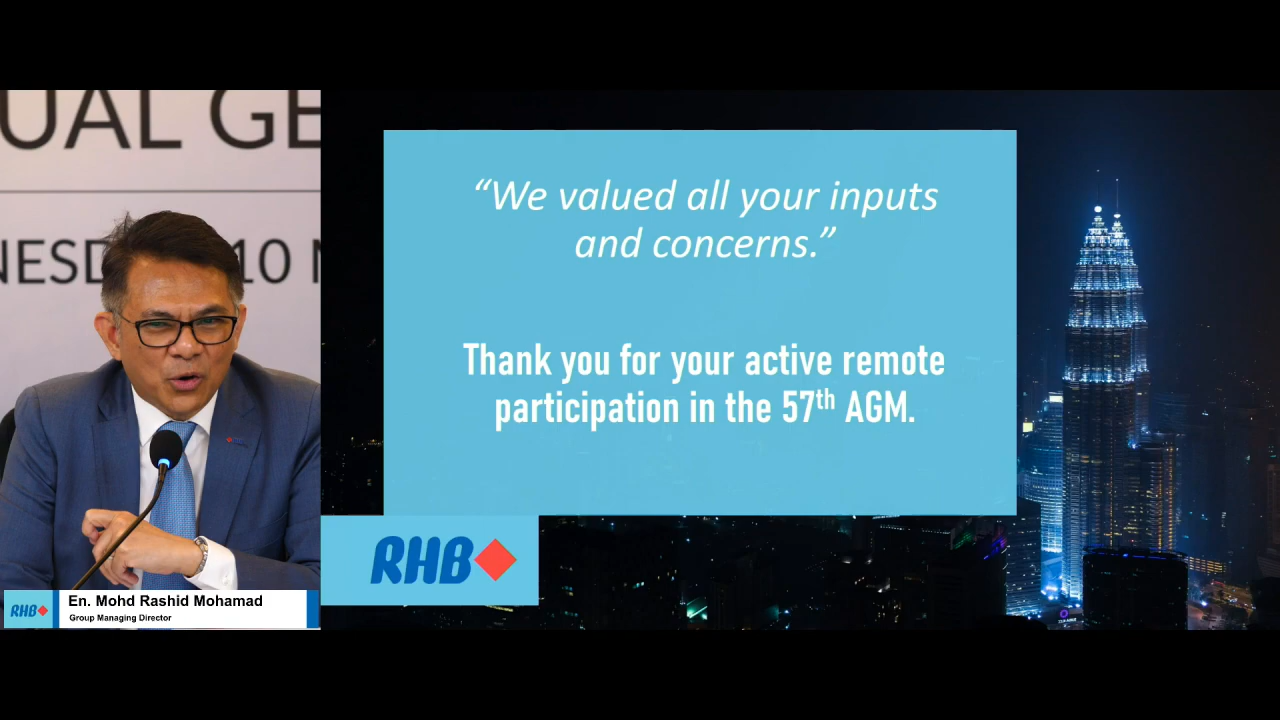 UAL GE
NESD 10 M
RHB
En. Mohd Rashid Mohamad
Group Managing Director
“We valued all your inputs
and concerns.”
Thank you for your active remote
participation in the 57th AGM.
RHB